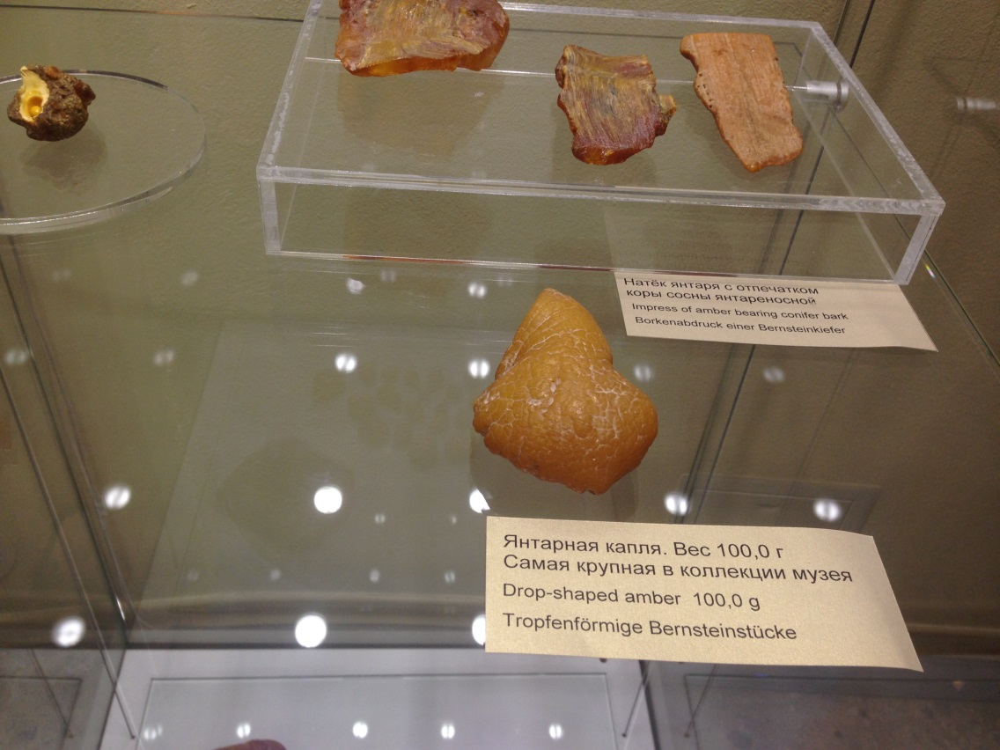 Натёк янтаря с отпечатком
коры сосны янтареносной
Impress of amber bearing conifer bark
Borkenabdruck einer Bernsteinkiefer
Янтарная капля. Вес 100,0 г
Самая крупная в коллекции музея
Drop-shaped amber 100,0 g
Tropfenförmige Bernsteinstücke